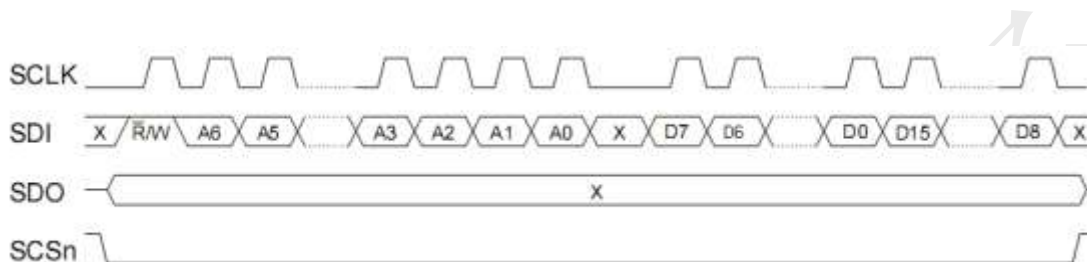 SCLK
SDI X R̅/W A6 A5 A3 A2 A1 A0 X D7 D6 D0 D15 D8 X
SDO X
SCSn